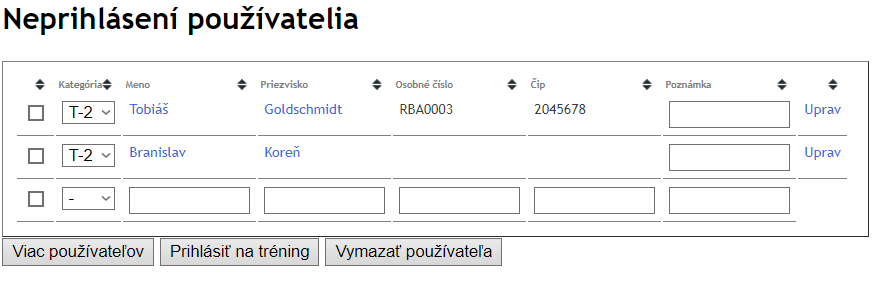 Neprihlásení používatelia
Kategória Meno Priezvisko Osobné číslo Čip Poznámka
T-2 Tobiáš Goldschmidt RBA0003 2045678 Uprav
T-2 Branislav Koreň Uprav
-
Viac používateľov Prihlásiť na tréning Vymazať používateľa